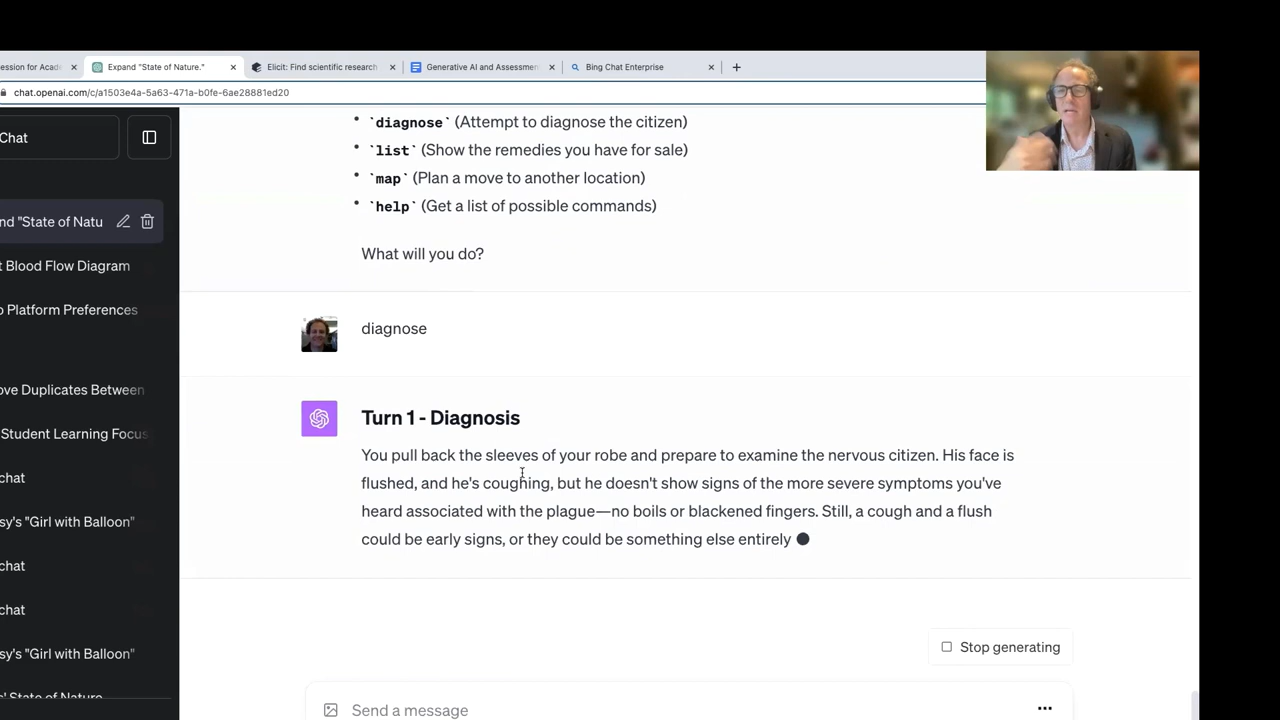 ession for Acade
Expand "State of Nature."
Elicit: Find scientific research
Generative AI and Assessmen
Bing Chat Enterprise
chat.openai.com/c/a1503e4a-5a63-471a-b0fe-6ae28881ed20
Chat
nd "State of Natu
t Blood Flow Diagram
o Platform Preferences
ove Duplicates Between
Student Learning Focus
chat
sy's "Girl with Balloon"
chat
chat
sy's "Girl with Balloon"
s' State of Nature
• `diagnose` (Attempt to diagnose the citizen)
• `list` (Show the remedies you have for sale)
• `map` (Plan a move to another location)
• `help` (Get a list of possible commands)
What will you do?
diagnose
Turn 1 - Diagnosis
You pull back the sleeves of your robe and prepare to examine the nervous citizen. His face is
flushed, and he's coughing, but he doesn't show signs of the more severe symptoms you've
heard associated with the plague—no boils or blackened fingers. Still, a cough and a flush
could be early signs, or they could be something else entirely
Stop generating
Send a message